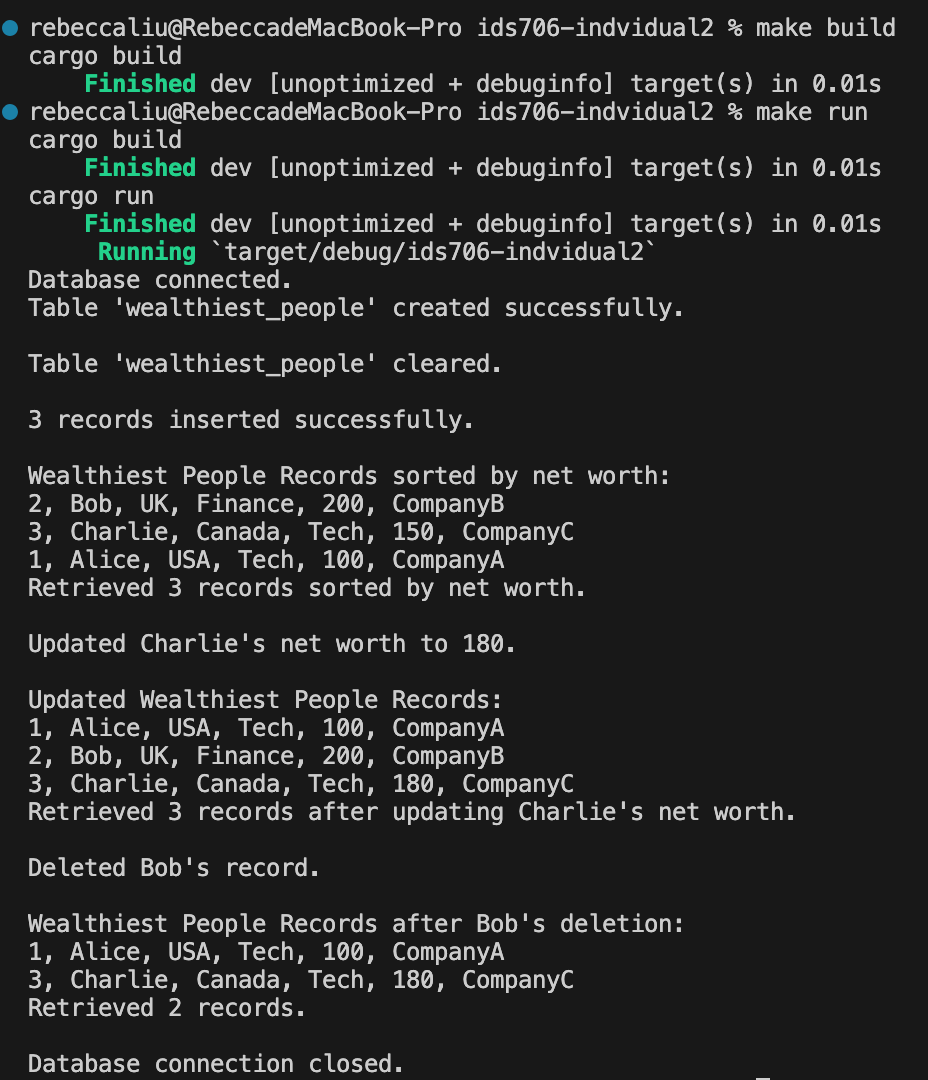 rebeccaliu@RebeccadeMacBook-Pro ids706-indvidual2 % make build
cargo build
    Finished dev [unoptimized + debuginfo] target(s) in 0.01s
rebeccaliu@RebeccadeMacBook-Pro ids706-indvidual2 % make run
cargo build
    Finished dev [unoptimized + debuginfo] target(s) in 0.01s
cargo run
    Finished dev [unoptimized + debuginfo] target(s) in 0.01s
     Running `target/debug/ids706-indvidual2`
Database connected.
Table 'wealthiest_people' created successfully.

Table 'wealthiest_people' cleared.

3 records inserted successfully.

Wealthiest People Records sorted by net worth:
2, Bob, UK, Finance, 200, CompanyB
3, Charlie, Canada, Tech, 150, CompanyC
1, Alice, USA, Tech, 100, CompanyA
Retrieved 3 records sorted by net worth.

Updated Charlie's net worth to 180.

Updated Wealthiest People Records:
1, Alice, USA, Tech, 100, CompanyA
2, Bob, UK, Finance, 200, CompanyB
3, Charlie, Canada, Tech, 180, CompanyC
Retrieved 3 records after updating Charlie's net worth.

Deleted Bob's record.

Wealthiest People Records after Bob's deletion:
1, Alice, USA, Tech, 100, CompanyA
3, Charlie, Canada, Tech, 180, CompanyC
Retrieved 2 records.

Database connection closed.